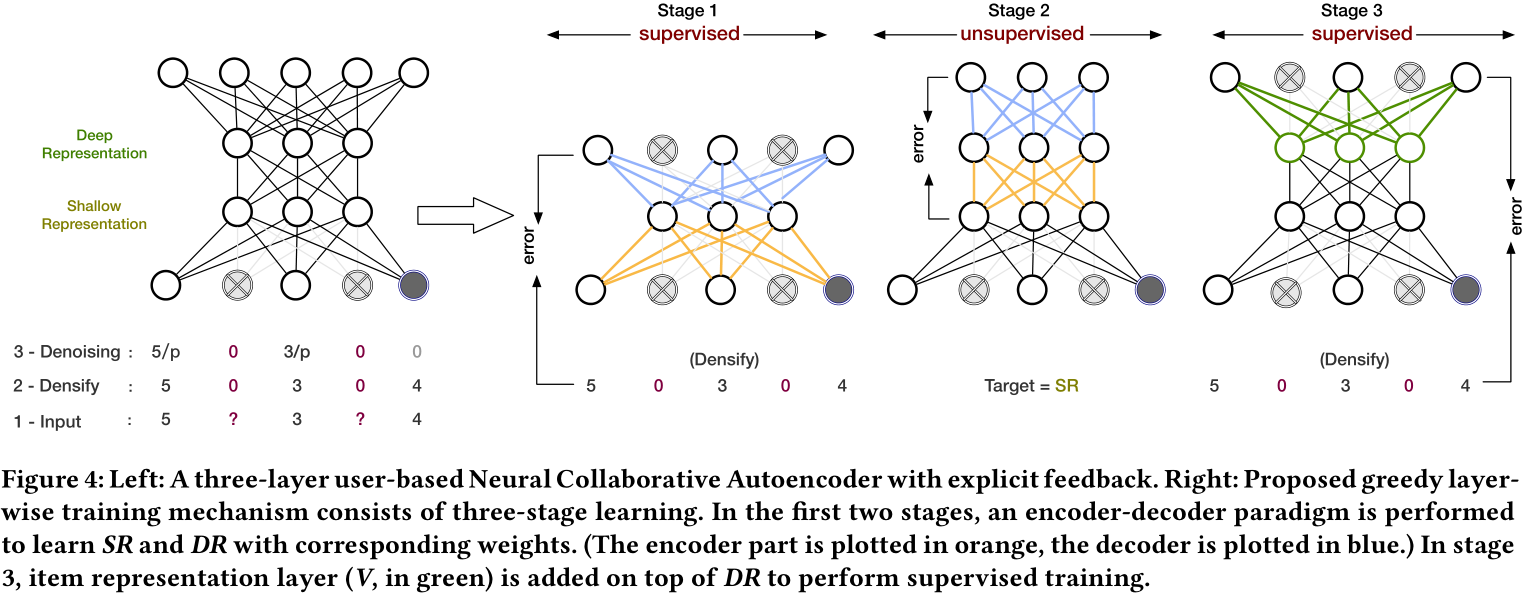 Stage 1
supervised
Stage 2
unsupervised
Stage 3
supervised
Deep
Representation
Shallow
Representation
error
error
error
3 - Denoising : 5/p 0 3/p 0 0
2 - Densify : 5 0 3 0 4
1 - Input : 5 ? 3 ? 4
(Densify)
5 0 3 0 4
Target = SR
(Densify)
5 0 3 0 4
Figure 4: Left: A three-layer user-based Neural Collaborative Autoencoder with explicit feedback. Right: Proposed greedy layer-
wise training mechanism consists of three-stage learning. In the first two stages, an encoder-decoder paradigm is performed
to learn SR and DR with corresponding weights. (The encoder part is plotted in orange, the decoder is plotted in blue.) In stage
3, item representation layer (V, in green) is added on top of DR to perform supervised training.